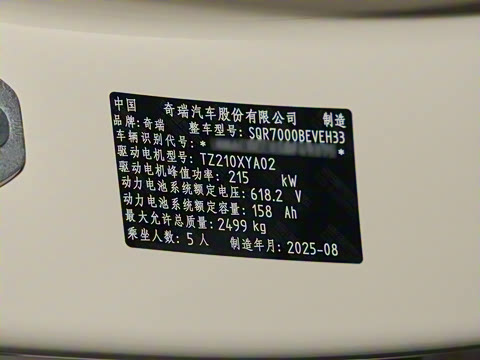 中国 奇瑞汽车股份有限公司 制造
品牌:奇瑞 整车型号:SQR7000BEVEH33
车辆识别代号:* *
驱动电机型号:TZ210XYA02
驱动电机峰值功率:215 kW
动力电池系统额定电压:618.2 V
动力电池系统额定容量:158 Ah
最大允许总质量:2499 kg
乘坐人数:5人 制造年月:2025-08